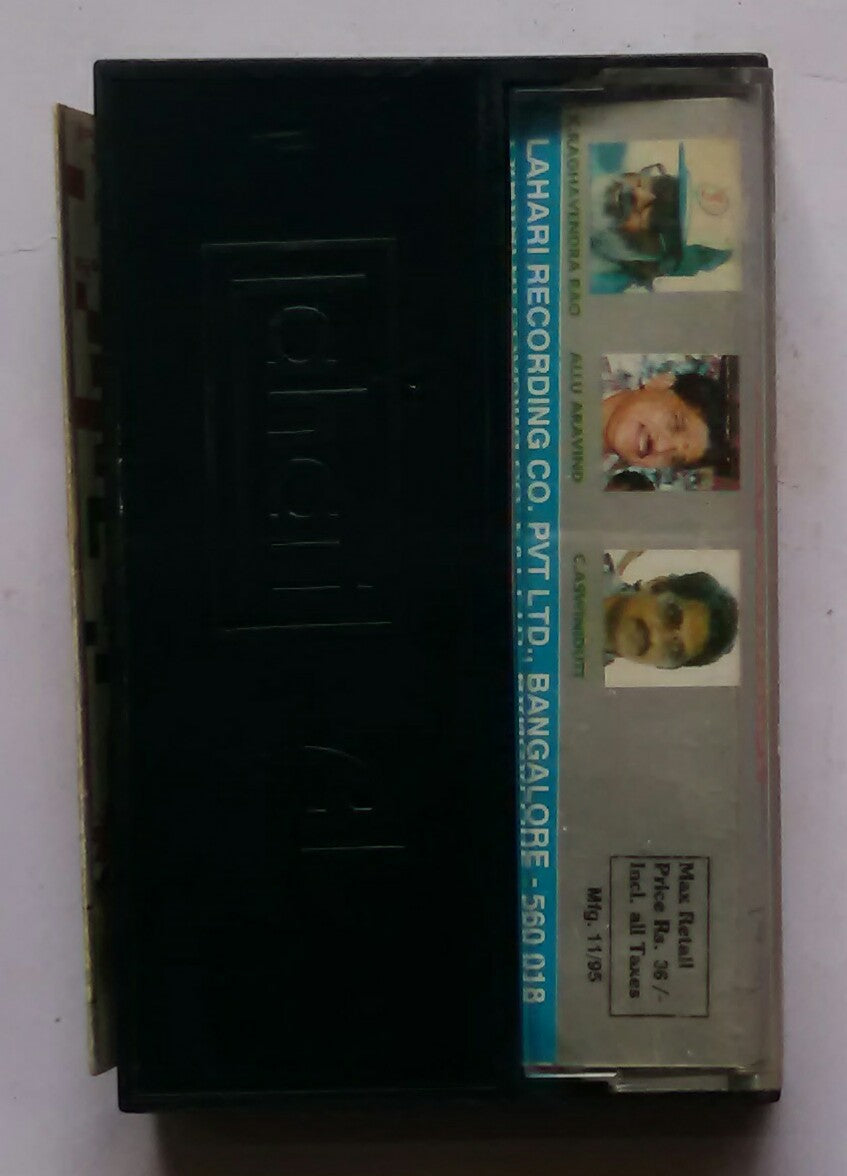 K.RAGHAVENDRA RAO
ALLU ARAVIND
C.ASWINIDUTT
LAHARI RECORDING CO. PVT LTD., BANGALORE - 560 018
Max Retail
Price Rs. 36 /-
Incl. all Taxes
Mfg. 11/95
lahari